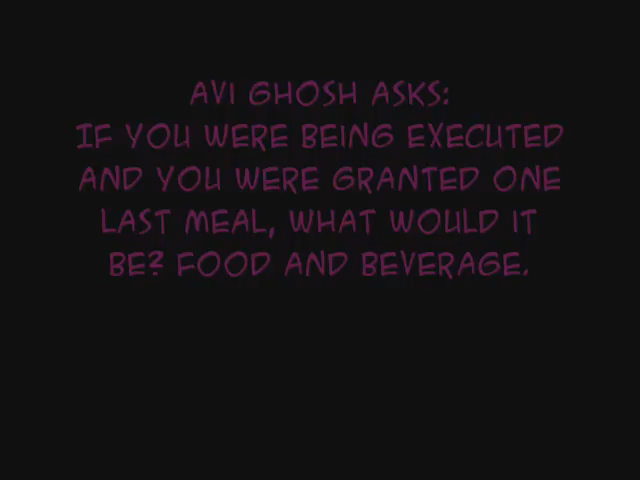 AVI GHOSH ASKS:
IF YOU WERE BEING EXECUTED
AND YOU WERE GRANTED ONE
LAST MEAL, WHAT WOULD IT
BE? FOOD AND BEVERAGE.